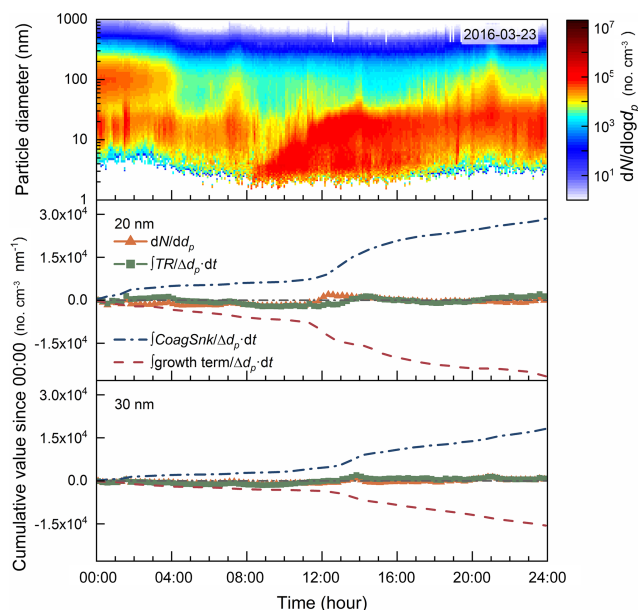 1000
100
10
1
Particle diameter (nm)
2016-03-23
10⁷
10⁵
10³
10¹
dN/dlogdₚ (no. cm⁻³)
20 nm
dN/ddₚ
∫TR/Δdₚ·dt
∫CoagSnk/Δdₚ·dt
∫growth term/Δdₚ·dt
3.0x10⁴
1.5x10⁴
0.0
-1.5x10⁴
30 nm
3.0x10⁴
1.5x10⁴
0.0
-1.5x10⁴
Cumulative value since 00:00 (no. cm⁻³ nm⁻¹)
00:00 04:00 08:00 12:00 16:00 20:00 24:00
Time (hour)